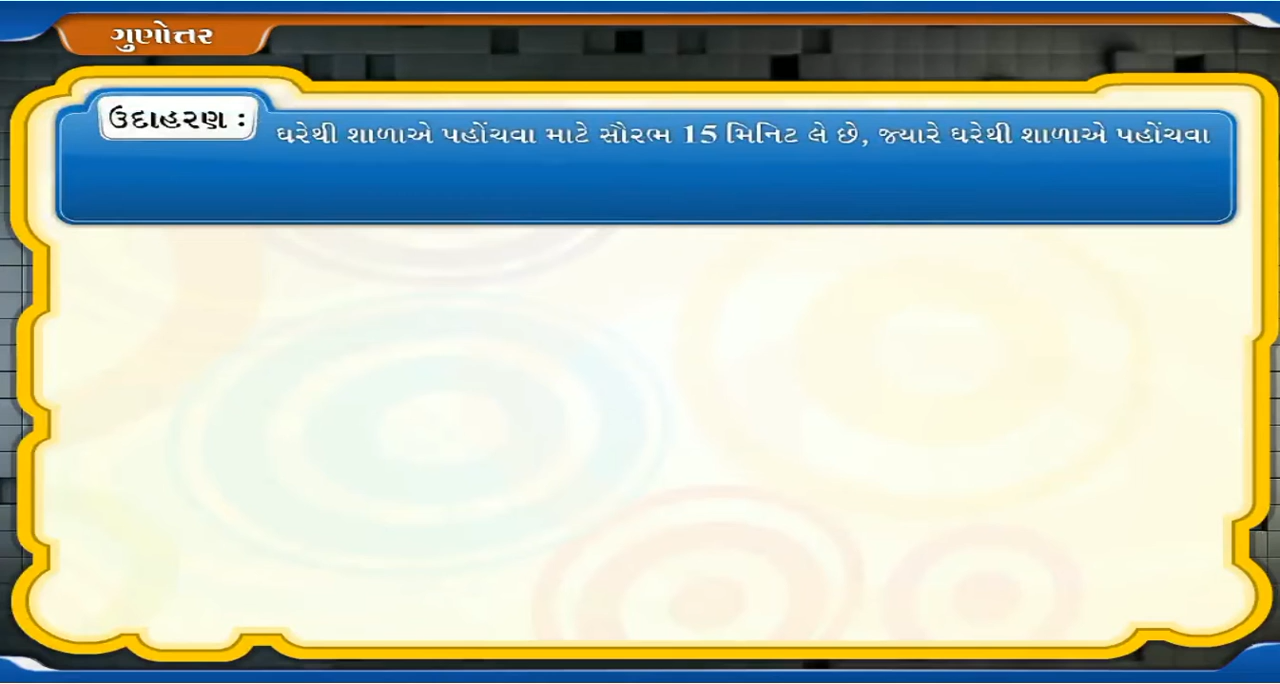 ગુણોત્તર
ઉદાહરણ :
ઘરેથી શાળાએ પહોંચવા માટે સૌરભ 15 મિનિટ લે છે, જ્યારે ઘરેથી શાળાએ પહોંચવા